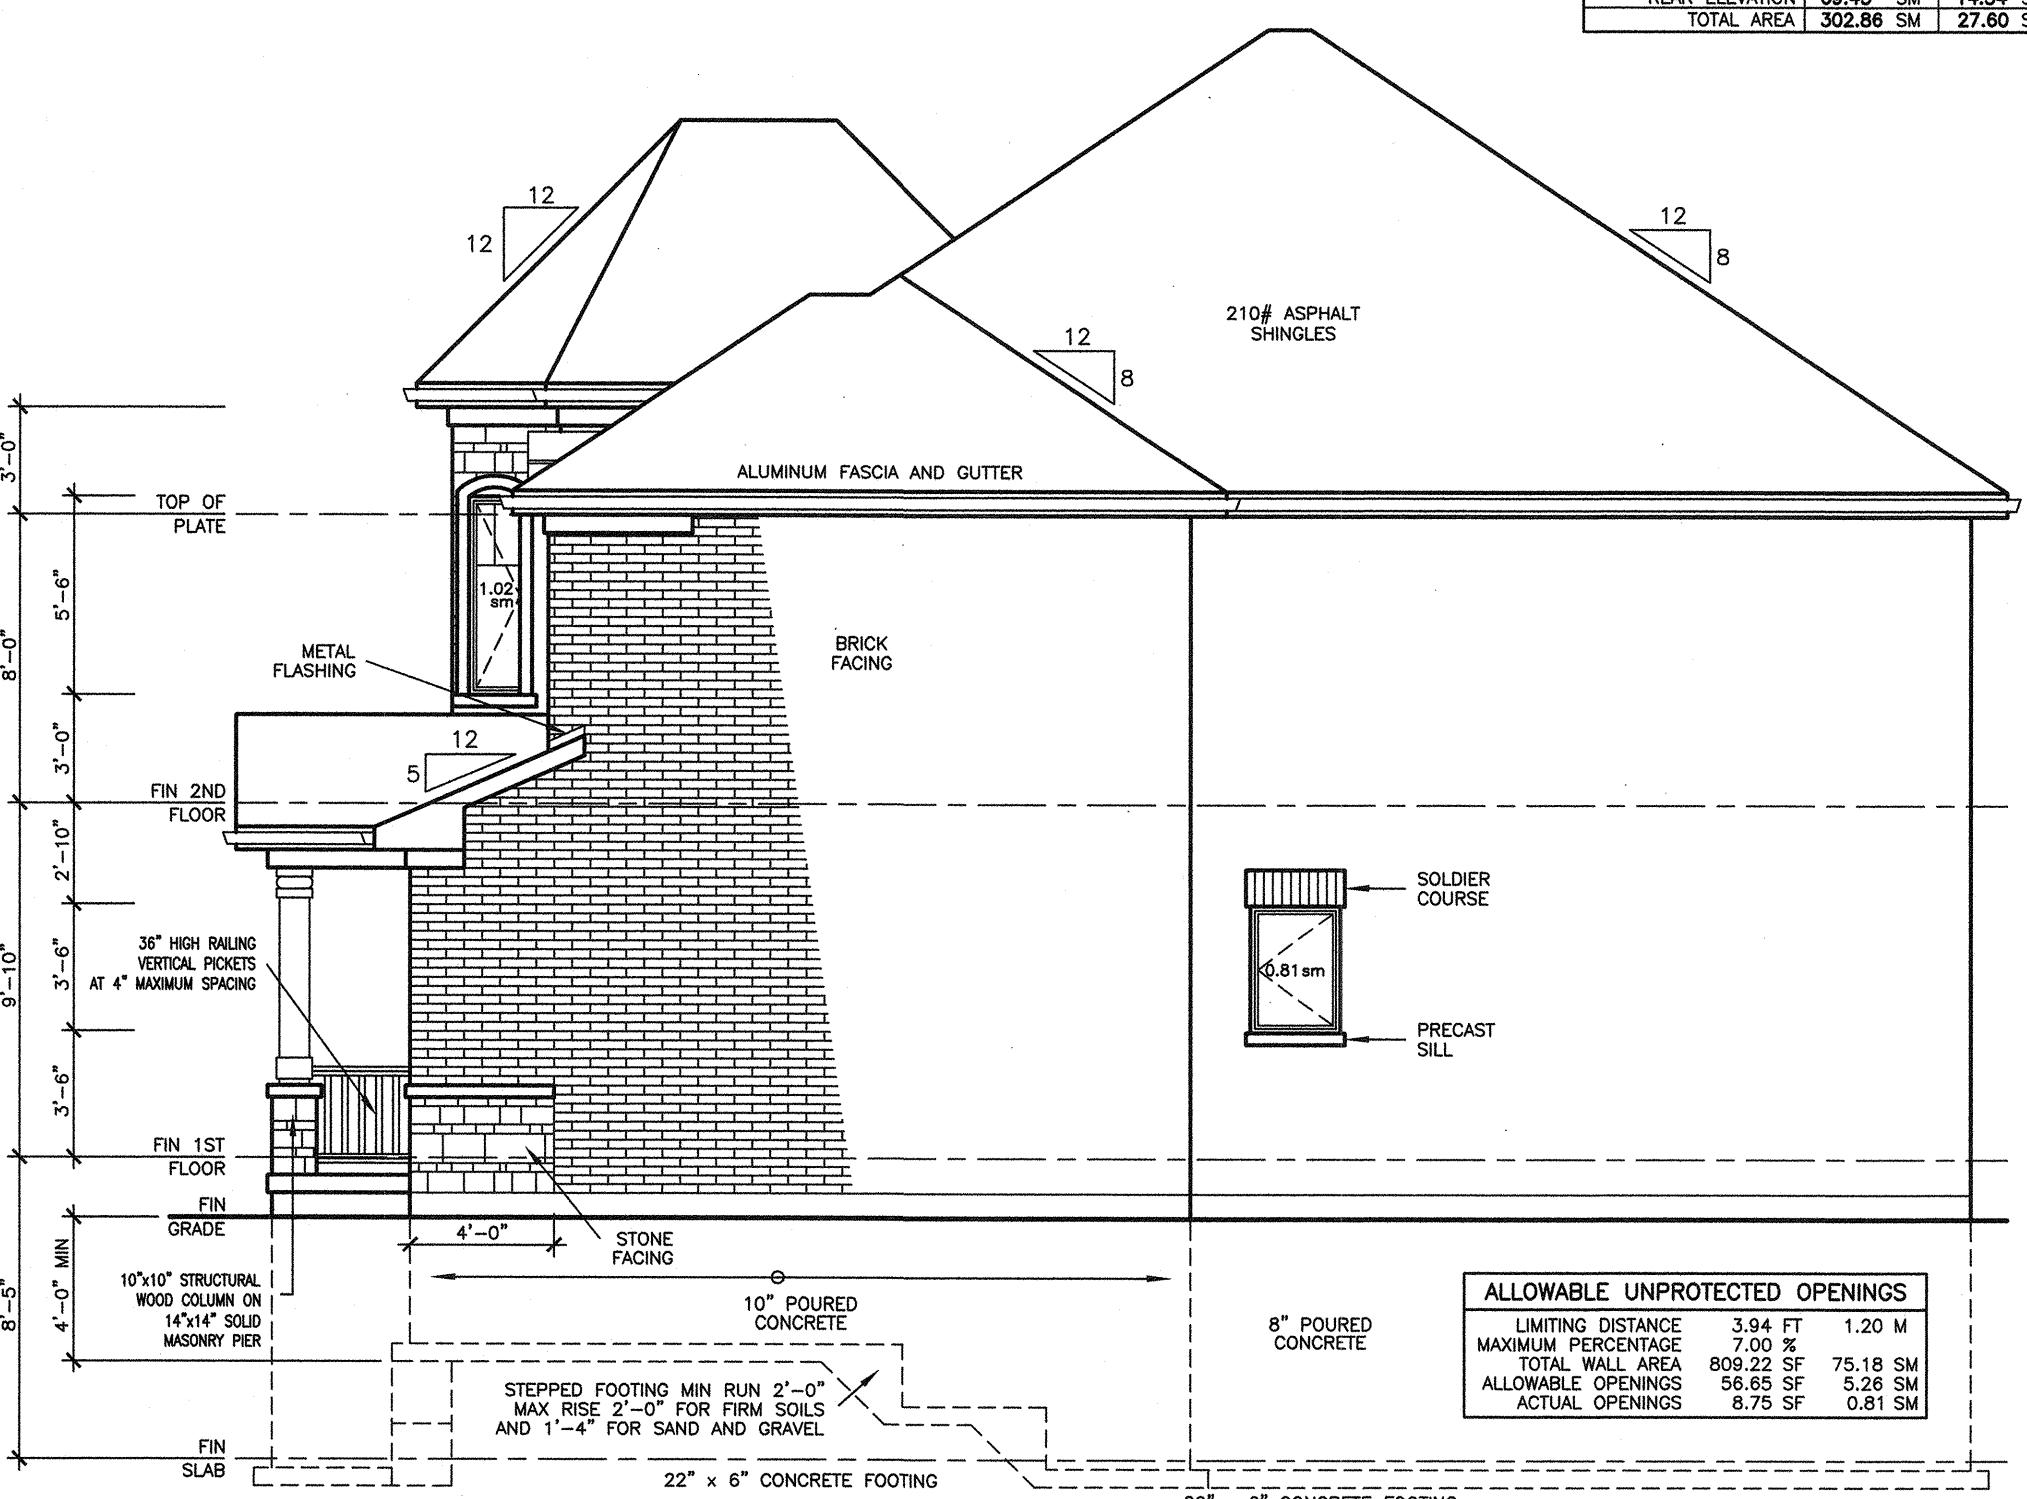 TOTAL AREA 302.86 SM 27.60
12
12
12
8
210# ASPHALT
SHINGLES
12
8
ALUMINUM FASCIA AND GUTTER
3'-0"
TOP OF
PLATE
5'-6"
8'-0"
1.02
sm
METAL
FLASHING
BRICK
FACING
12
5
3'-0"
FIN 2ND
FLOOR
2'-10"
SOLDIER
COURSE
36" HIGH RAILING
VERTICAL PICKETS
AT 4" MAXIMUM SPACING
3'-6"
9'-10"
0.81 sm
PRECAST
SILL
3'-6"
FIN 1ST
FLOOR
FIN
GRADE
4'-0"
STONE
FACING
4'-0" MIN
8'-5"
10"x10" STRUCTURAL
WOOD COLUMN ON
14"x14" SOLID
MASONRY PIER
10" POURED
CONCRETE
8" POURED
CONCRETE
ALLOWABLE UNPROTECTED OPENINGS
LIMITING DISTANCE 3.94 FT 1.20 M
MAXIMUM PERCENTAGE 7.00 %
TOTAL WALL AREA 809.22 SF 75.18 SM
ALLOWABLE OPENINGS 56.65 SF 5.26 SM
ACTUAL OPENINGS 8.75 SF 0.81 SM
STEPPED FOOTING MIN RUN 2'-0"
MAX RISE 2'-0" FOR FIRM SOILS
AND 1'-4" FOR SAND AND GRAVEL
FIN
SLAB
22" x 6" CONCRETE FOOTING